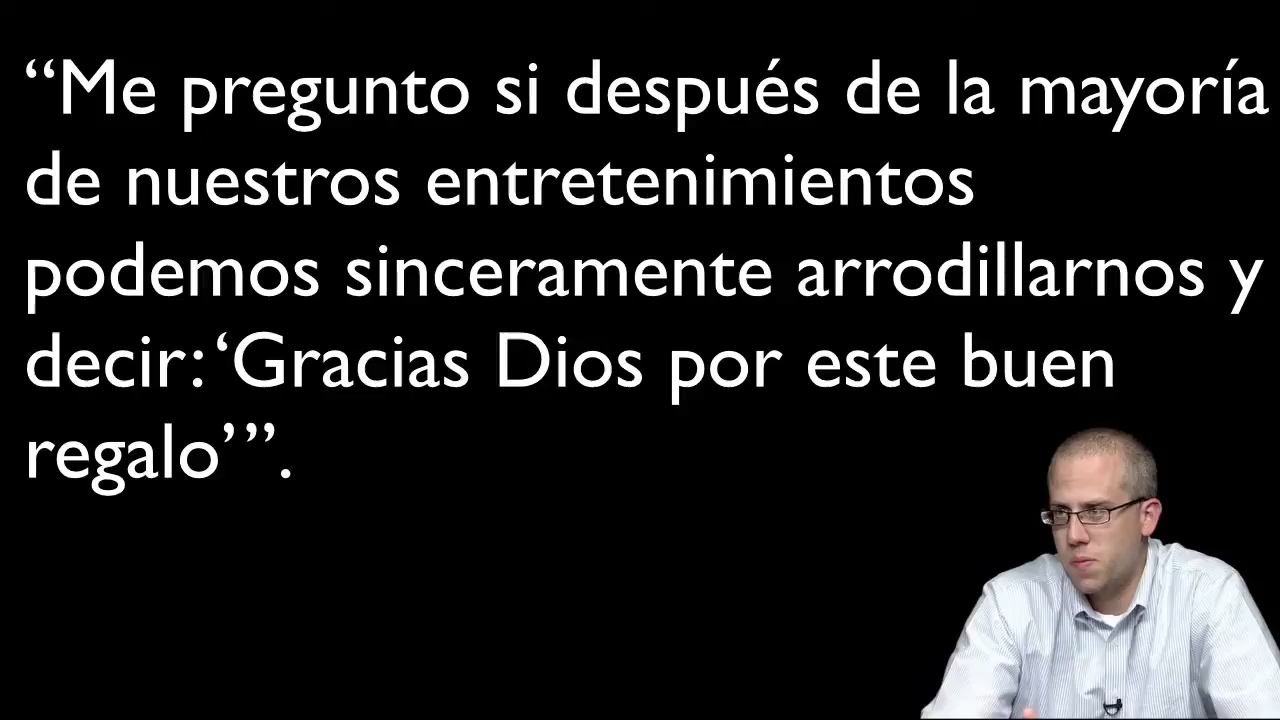 “Me pregunto si después de la mayoría
de nuestros entretenimientos
podemos sinceramente arrodillarnos y
decir: ‘Gracias Dios por este buen
regalo’”.